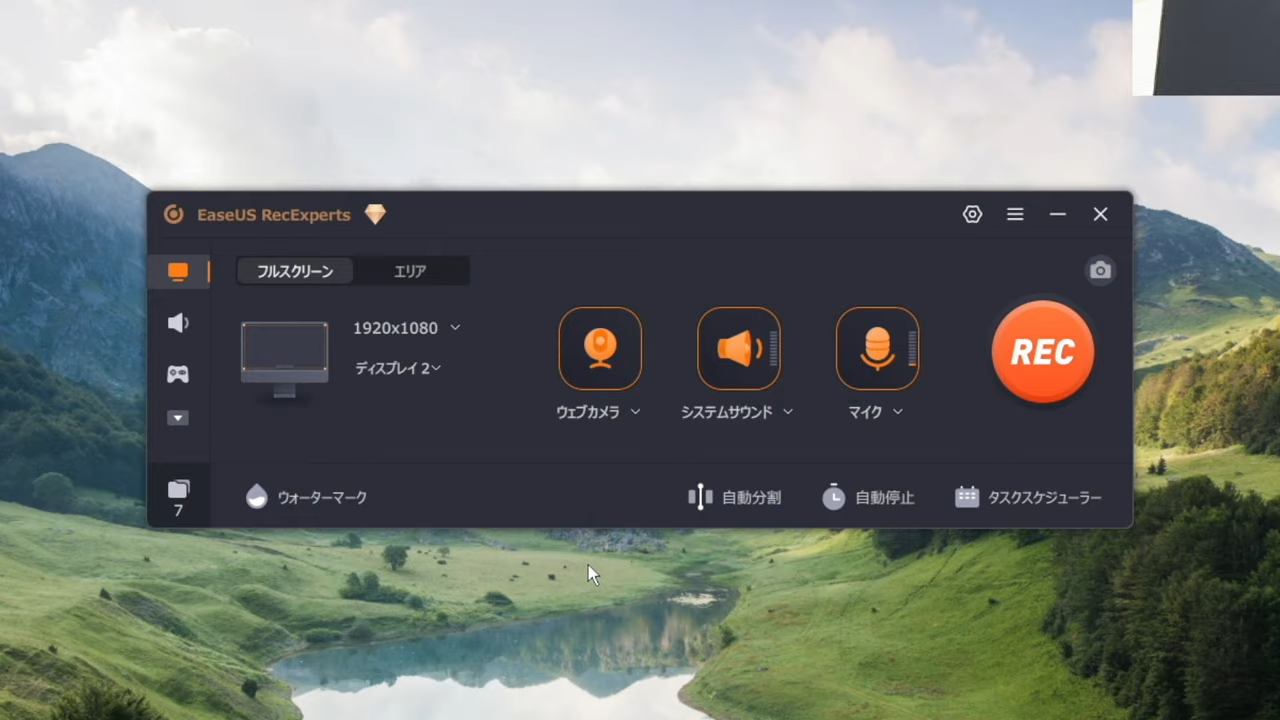 EaseUS RecExperts
フルスクリーン
エリア
1920x1080
ディスプレイ 2
ウェブカメラ
システムサウンド
マイク
REC
7
ウォーターマーク
自動分割
自動停止
タスクスケジューラー